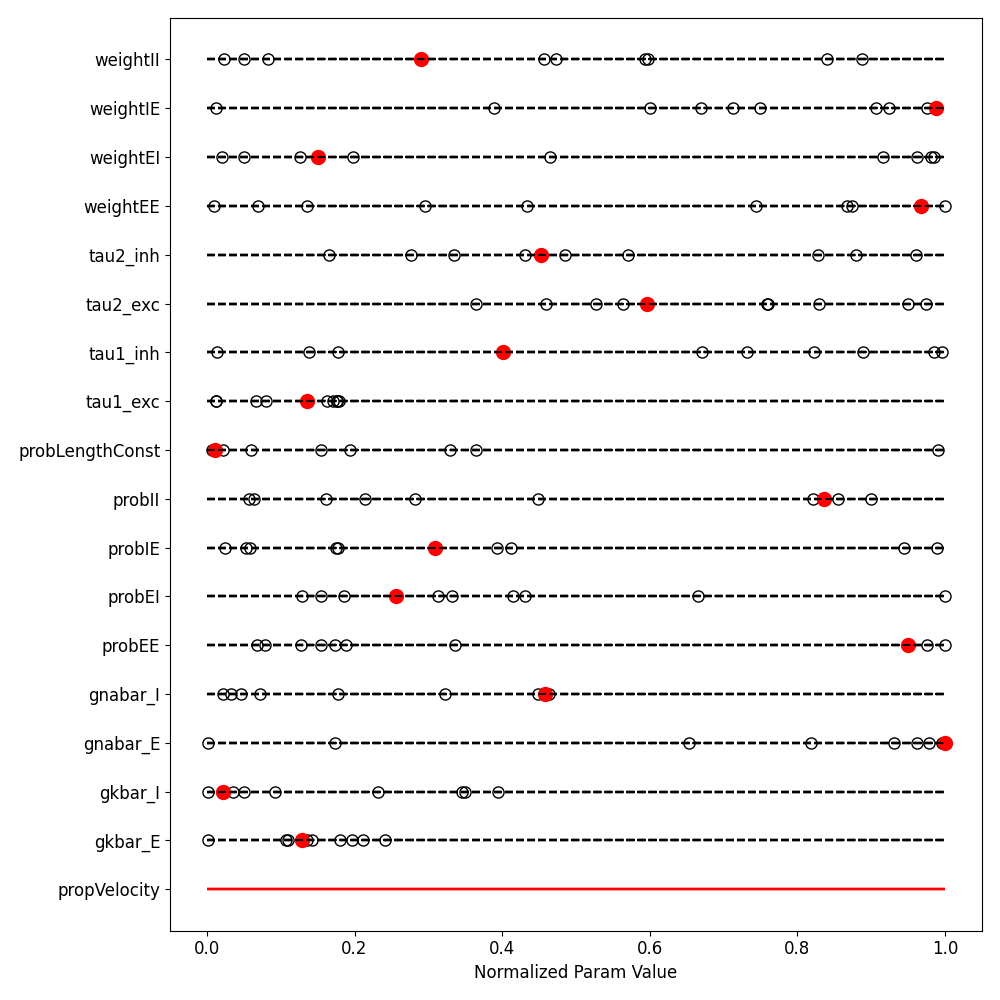 weightII
weightIE
weightEI
weightEE
tau2_inh
tau2_exc
tau1_inh
tau1_exc
probLengthConst
probII
probIE
probEI
probEE
gnabar_I
gnabar_E
gkbar_I
gkbar_E
propVelocity
0.0 0.2 0.4 0.6 0.8 1.0
Normalized Param Value